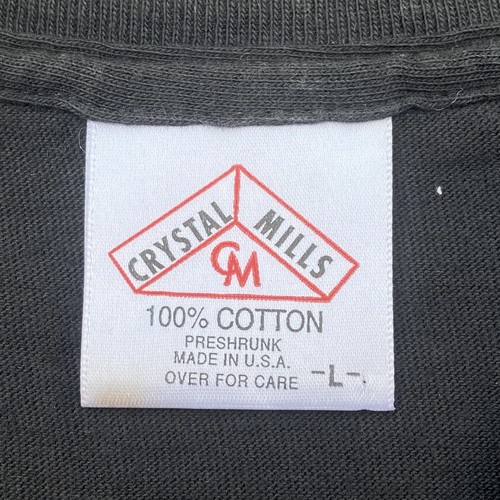 CRYSTAL MILLS
CM
100% COTTON
PRESHRUNK
MADE IN U.S.A.
OVER FOR CARE -L-